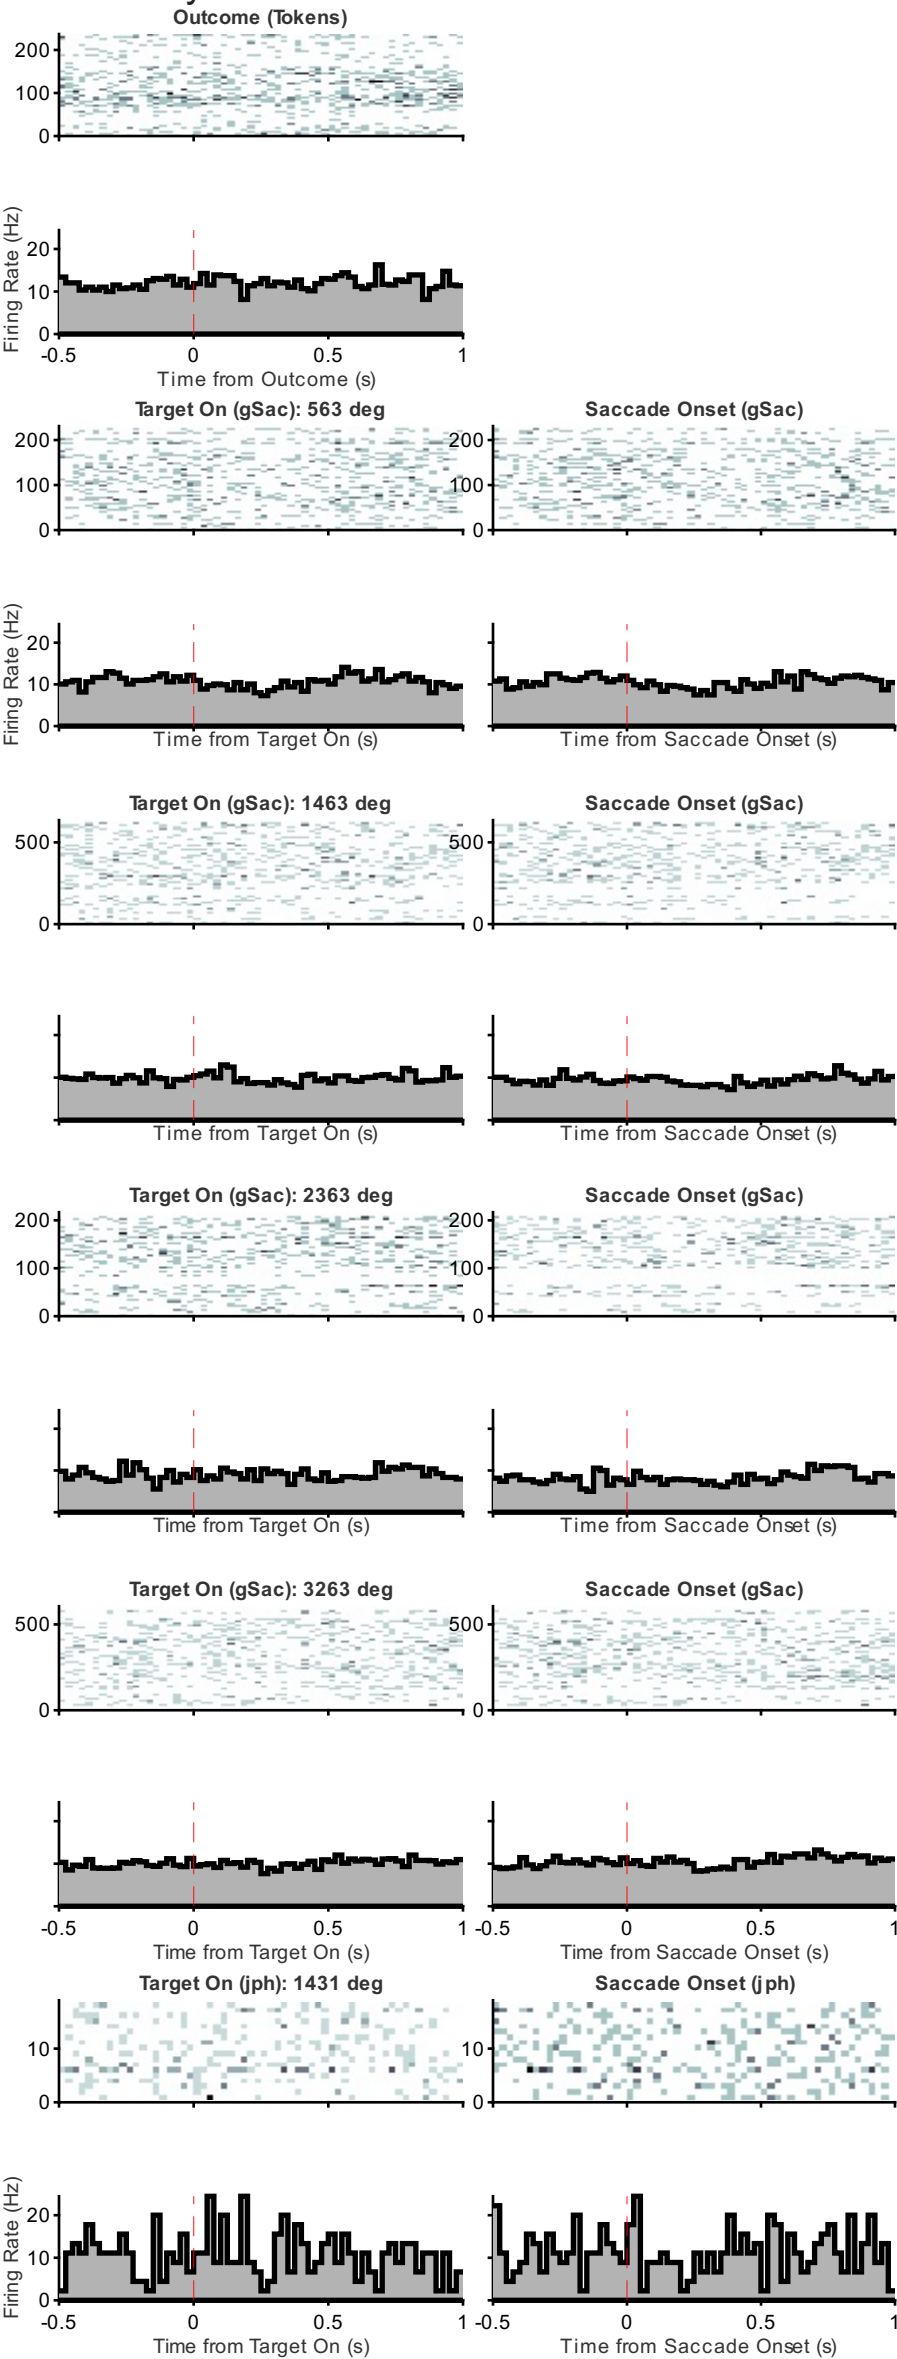 Outcome (Tokens)
200
100
0
Firing Rate (Hz)
20
10
0
-0.5 0 0.5 1
Time from Outcome (s)
Target On (gSac): 563 deg Saccade Onset (gSac)
200 200
100 100
0 0
Firing Rate (Hz)
20
10
0
Time from Target On (s) Time from Saccade Onset (s)
Target On (gSac): 1463 deg Saccade Onset (gSac)
500 500
0 0
Time from Target On (s) Time from Saccade Onset (s)
Target On (gSac): 2363 deg Saccade Onset (gSac)
200 200
100 100
0 0
Time from Target On (s) Time from Saccade Onset (s)
Target On (gSac): 3263 deg Saccade Onset (gSac)
500 500
0 0
-0.5 0 0.5 1 -0.5 0 0.5 1
Time from Target On (s) Time from Saccade Onset (s)
Target On (jph): 1431 deg Saccade Onset (jph)
10 10
0 0
Firing Rate (Hz)
20
10
0
-0.5 0 0.5 1 -0.5 0 0.5 1
Time from Target On (s) Time from Saccade Onset (s)